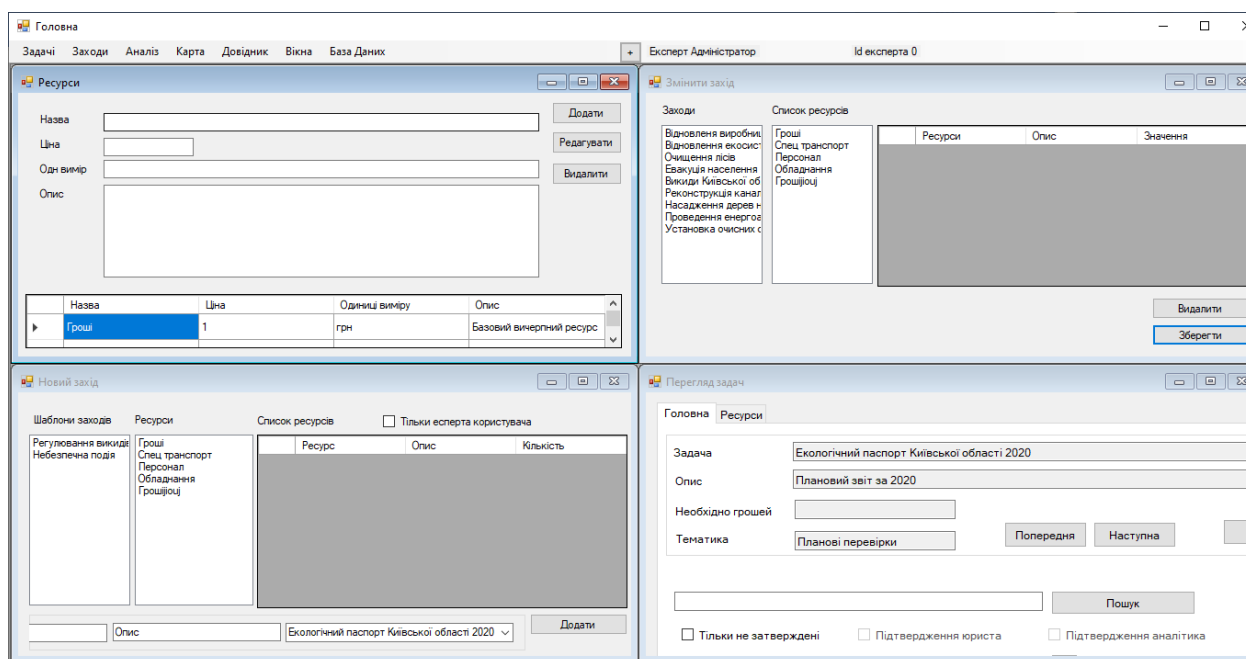 Головна
Задачі Заходи Аналіз Карта Довідник Вікна База Даних + Експерт Адміністратор Id експерта 0
Ресурси
Назва
Додати
Ціна
Редагувати
Одн вимір
Видалити
Опис
Назва Ціна Одиниці виміру Опис
Гроші 1 грн Базовий вичерпний ресурс
Змінити захід
Заходи Список ресурсів
Відновленя виробниц
Відновлення екосист
Очищення лісів
Евакуція населення
Викиди Київської об
Реконструкція канал
Насадження дерев н
Проведення енергоа
Установка очисних с
Гроші
Спец транспорт
Персонал
Обладнання
Грошіjiouj
Ресурси Опис Значення
Видалити
Зберегти
Новий захід
Шаблони заходів Ресурси Список ресурсів Тільки есперта користувача
Регулювання викидів
Небезпечна подія
Гроші
Спец транспорт
Персонал
Обладнання
Грошіjiouj
Ресурс Опис Кількість
Опис Екологічний паспорт Київської області 2020 Додати
Перегляд задач
Головна Ресурси
Задача Екологічний паспорт Київської області 2020
Опис Плановий звіт за 2020
Необхідно грошей
Тематика Планові перевірки Попередня Наступна
Пошук
Тільки не затверждені Підтвердження юриста Підтвердження аналітика